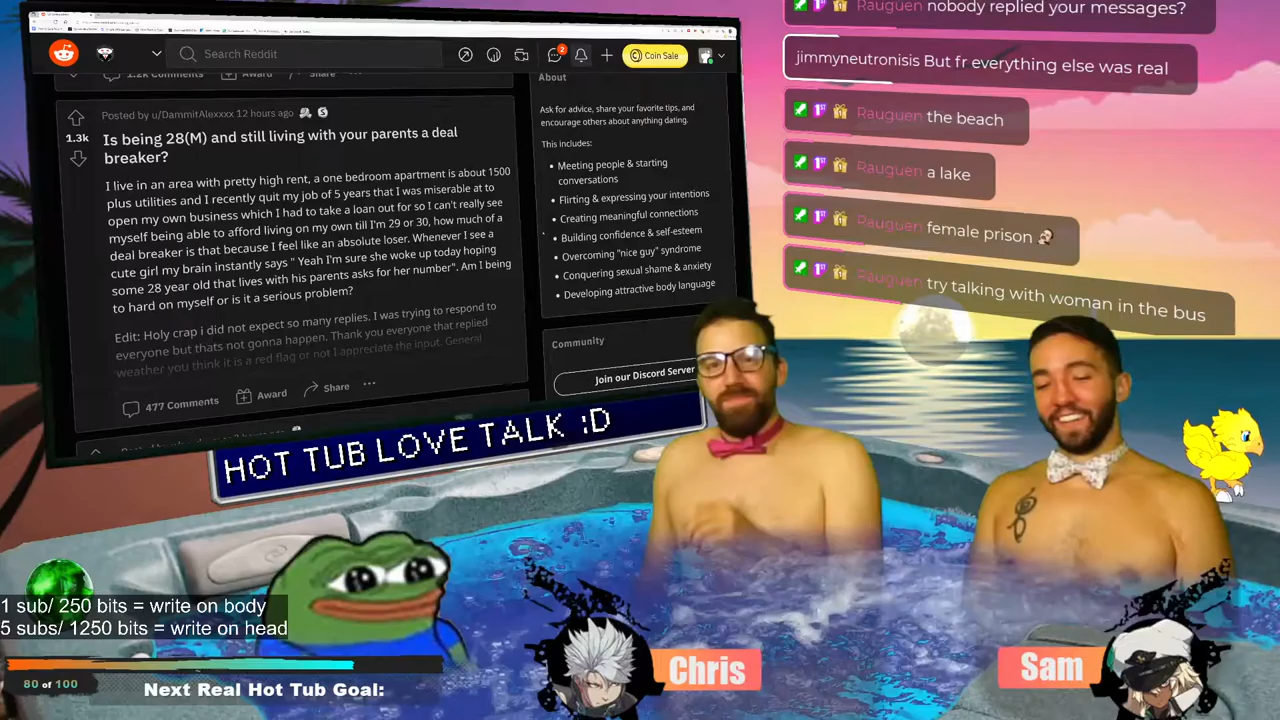 Search Reddit
2
Coin Sale
1.2k Comments
Award
Share
Posted by u/DammitAlexxxx 12 hours ago
1.3k
Is being 28(M) and still living with your parents a deal
breaker?
I live in an area with pretty high rent, a one bedroom apartment is about 1500
plus utilities and I recently quit my job of 5 years that I was miserable at to
open my own business which I had to take a loan out for so I can't really see
myself being able to afford living on my own till I'm 29 or 30, how much of a
deal breaker is that because I feel like an absolute loser. Whenever I see a
cute girl my brain instantly says " Yeah I'm sure she woke up today hoping
some 28 year old that lives with his parents asks for her number". Am I being
to hard on myself or is it a serious problem?
Edit: Holy crap i did not expect so many replies. I was trying to respond to
everyone but thats not gonna happen. Thank you everyone that replied
weather you think it is a red flag or not I appreciate the input. General
477 Comments
Award
Share
About
Ask for advice, share your favorite tips, and
encourage others about anything dating.
This includes:
• Meeting people & starting
conversations
• Flirting & expressing your intentions
• Creating meaningful connections
• Building confidence & self-esteem
• Overcoming "nice guy" syndrome
• Conquering sexual shame & anxiety
• Developing attractive body language
Community
Join our Discord Server
HOT TUB LOVE TALK :D
Rauguen nobody replied your messages?
jimmyneutronisis But fr everything else was real
Rauguen the beach
Rauguen a lake
Rauguen female prison
Rauguen try talking with woman in the bus
1 sub/ 250 bits = write on body
5 subs/ 1250 bits = write on head
80 of 100
Next Real Hot Tub Goal:
Chris
Sam